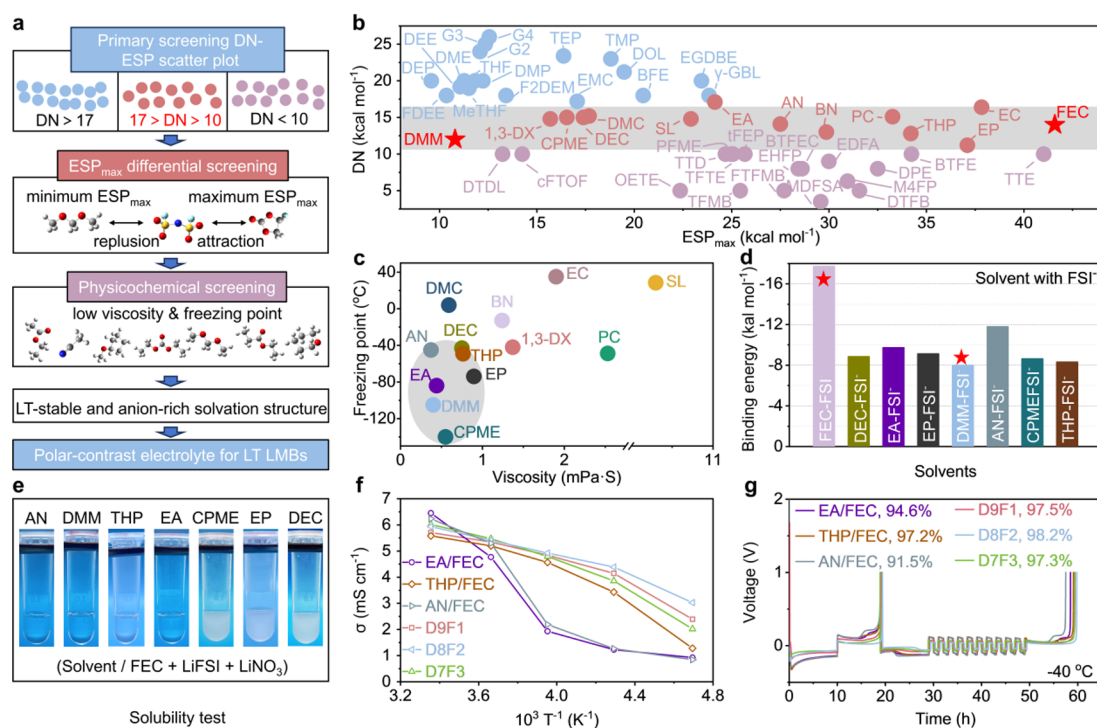 a
Primary screening DN-
ESP scatter plot
DN > 17
17 > DN > 10
DN < 10
ESPmax differential screening
minimum ESPmax
maximum ESPmax
replusion
attraction
Physicochemical screening
low viscosity & freezing point
LT-stable and anion-rich solvation structure
Polar-contrast electrolyte for LT LMBs
b
DN (kcal mol-1)
25
20
15
10
5
G3
G4
DEE
G2
DME
THF
DEP
DMP
FDEE
MeTHF
F2DEM
TEP
EMC
TMP
DOL
BFE
EGDBE
γ-GBL
DMM
1,3-DX
CPME
DEC
DMC
SL
EA
AN
BN
PC
THP
EC
EP
FEC
DTDL
cFTOF
PFME
tFEP
TTD
TFTE
BTFEC
EHFP
EDFA
OETE
TFMB
FTFMB
MDFSA
M4FP
DTFB
DPE
BTFE
TTE
10
15
20
25
30
35
40
ESPmax (kcal mol-1)
c
Freezing point (oC)
40
0
-40
-80
-120
DMC
EC
SL
BN
AN
DEC
THP
1,3-DX
PC
EA
EP
DMM
CPME
0
1
2
11
Viscosity (mPa·S)
d
Solvent with FSI-
Binding energy (kal mol-1)
-16
-12
-8
-4
0
FEC-FSI
DEC-FSI-
EA-FSI-
EP-FSI-
DMM-FSI-
AN-FSI-
CPMEFSI-
THP-FSI-
Solvents
e
AN
DMM
THP
EA
CPME
EP
DEC
(Solvent / FEC + LiFSI + LiNO3)
Solubility test
f
σ (mS cm-1)
7
6
5
4
3
2
1
0
EA/FEC
THP/FEC
AN/FEC
D9F1
D8F2
D7F3
3.2
3.6
4.0
4.4
4.8
103 T-1 (K-1)
g
Voltage (V)
2
1
0
EA/FEC, 94.6%
D9F1, 97.5%
THP/FEC, 97.2%
D8F2, 98.2%
AN/FEC, 91.5%
D7F3, 97.3%
-40 oC
0
10
20
30
40
50
60
Time (h)